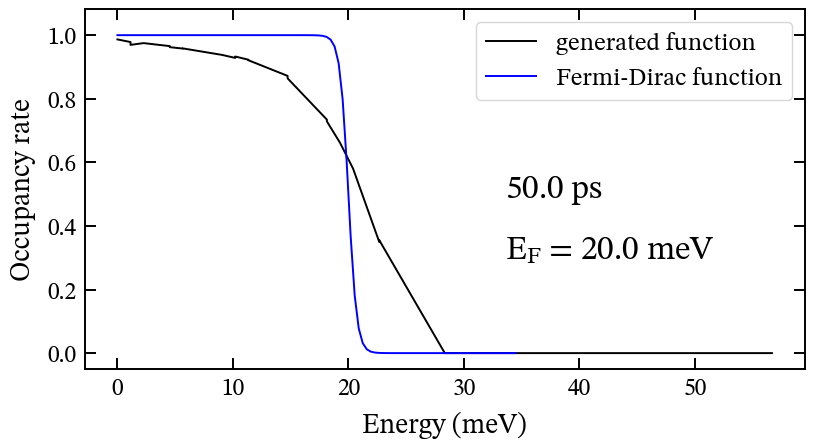 generated function
Fermi-Dirac function
50.0 ps
E_F = 20.0 meV
Occupancy rate
1.0
0.8
0.6
0.4
0.2
0.0
0 10 20 30 40 50
Energy (meV)